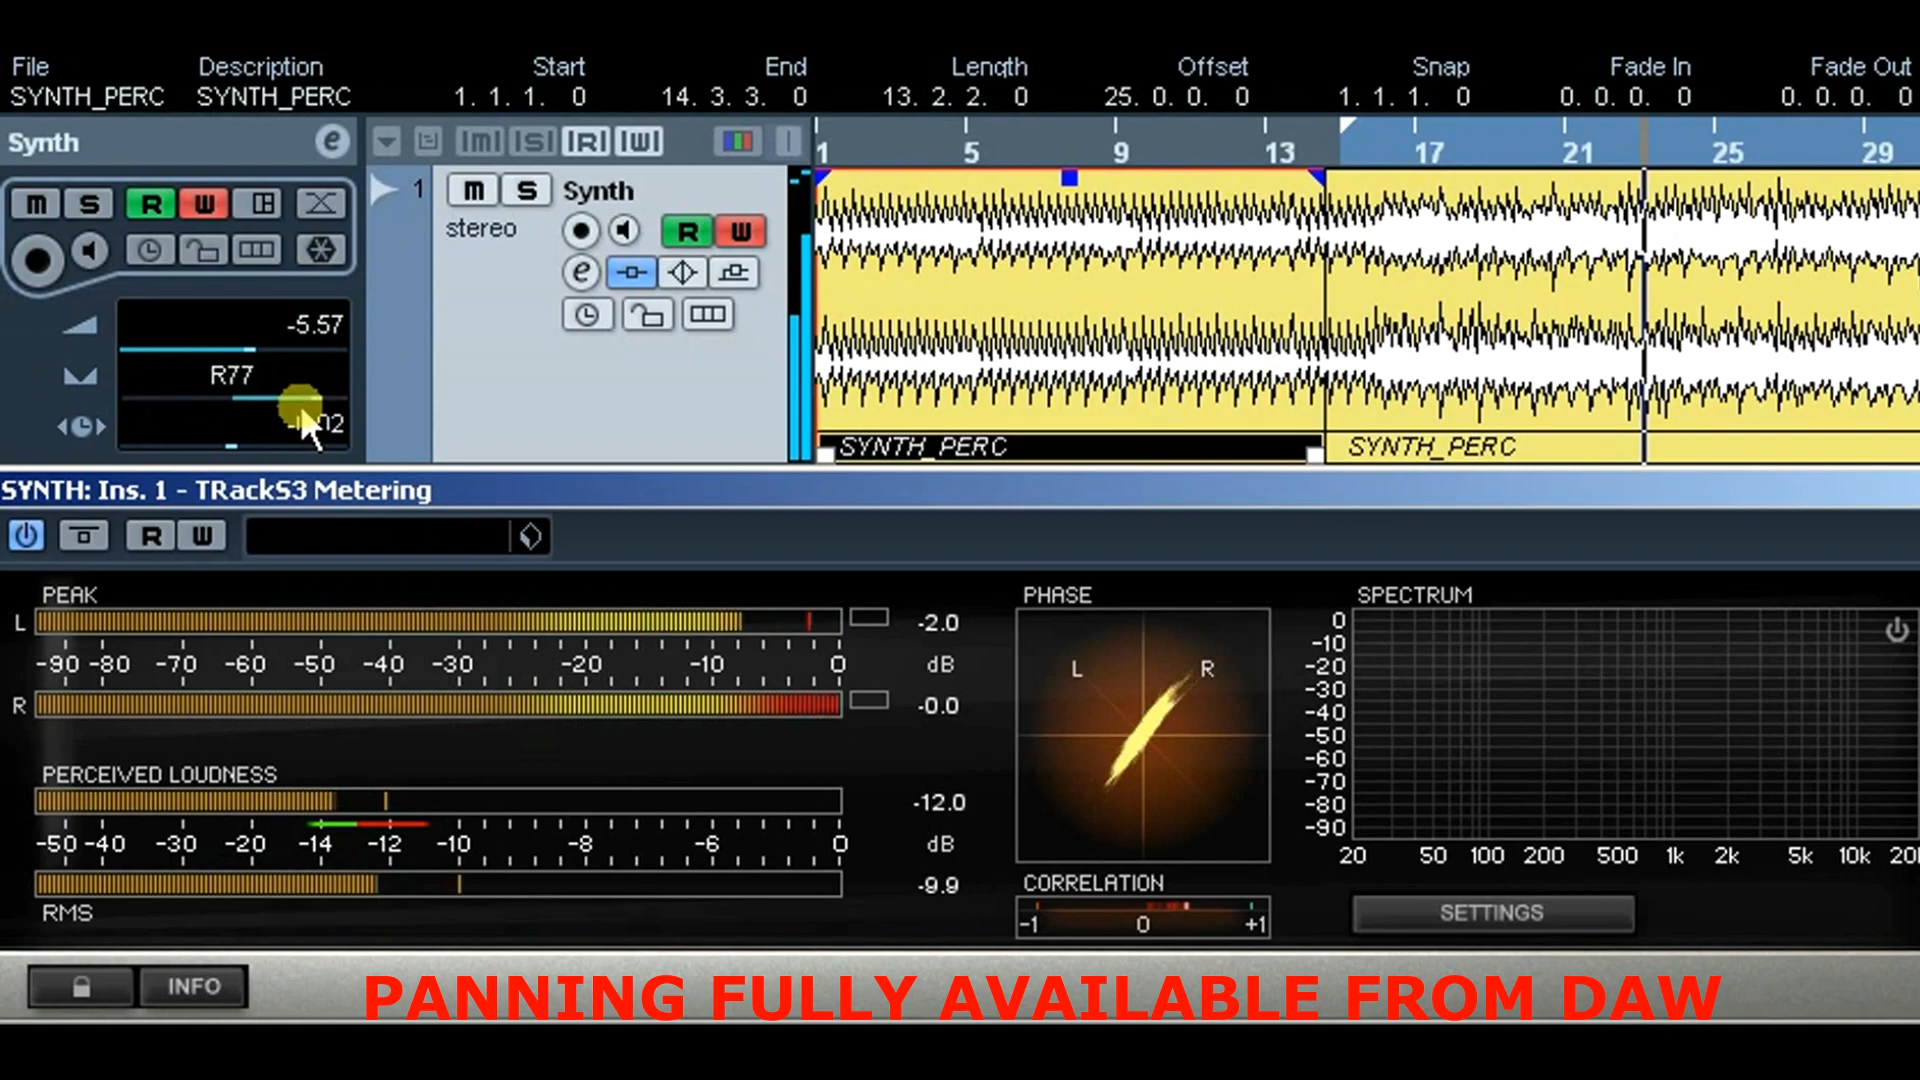 File Description Start End Length Offset Snap Fade In Fade Out
SYNTH_PERC SYNTH_PERC 1. 1. 1. 0 14. 3. 3. 0 13. 2. 2. 0 25. 0. 0. 0 1. 1. 1. 0 0. 0. 0. 0 0. 0. 0. 0
Synth e |M| |S| |R| |W| 1 5 9 13 17 21 25 29
M S R W 1 M S Synth
stereo R W
e
-5.57
R77
SYNTH_PERC SYNTH_PERC
SYNTH: Ins. 1 - TRackS3 Metering
R W
PEAK PHASE SPECTRUM
L -2.0
-90 -80 -70 -60 -50 -40 -30 -20 -10 0 dB
R -0.0
L R
0
-10
-20
-30
-40
-50
-60
-70
-80
-90
20 50 100 200 500 1k 2k 5k 10k
PERCEIVED LOUDNESS
-12.0
-50 -40 -30 -20 -14 -12 -10 -8 -6 0 dB
-9.9
RMS
CORRELATION
-1 0 +1
SETTINGS
INFO
PANNING FULLY AVAILABLE FROM DAW